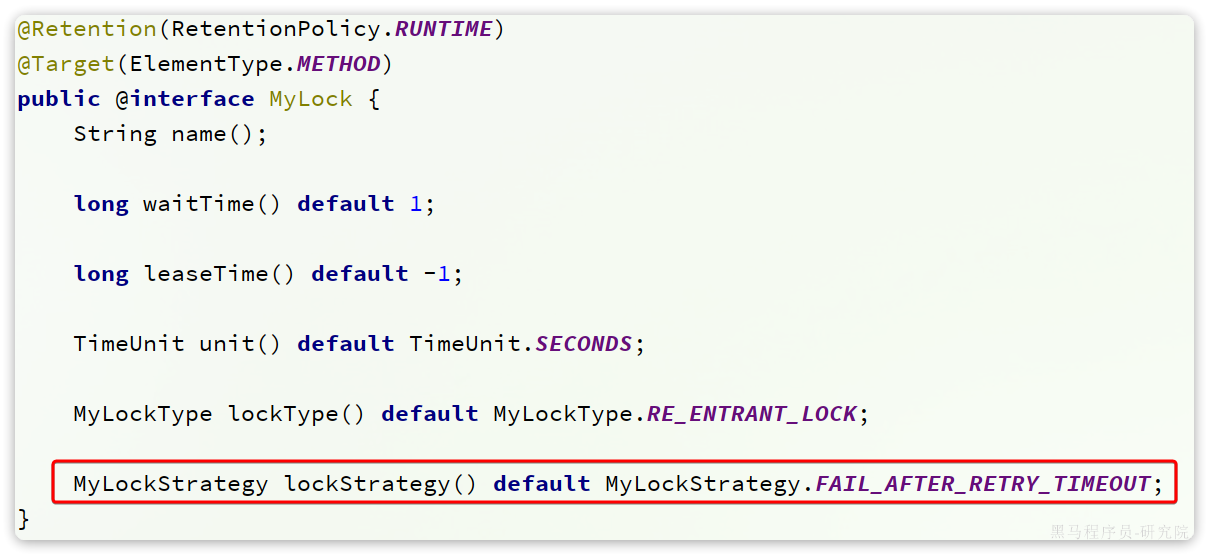 @Retention(RetentionPolicy.RUNTIME)
@Target(ElementType.METHOD)
public @interface MyLock {
    String name();
    long waitTime() default 1;
    long leaseTime() default -1;
    TimeUnit unit() default TimeUnit.SECONDS;
    MyLockType lockType() default MyLockType.RE_ENTRANT_LOCK;
    MyLockStrategy lockStrategy() default MyLockStrategy.FAIL_AFTER_RETRY_TIMEOUT;
}
黑马程序员-研究院